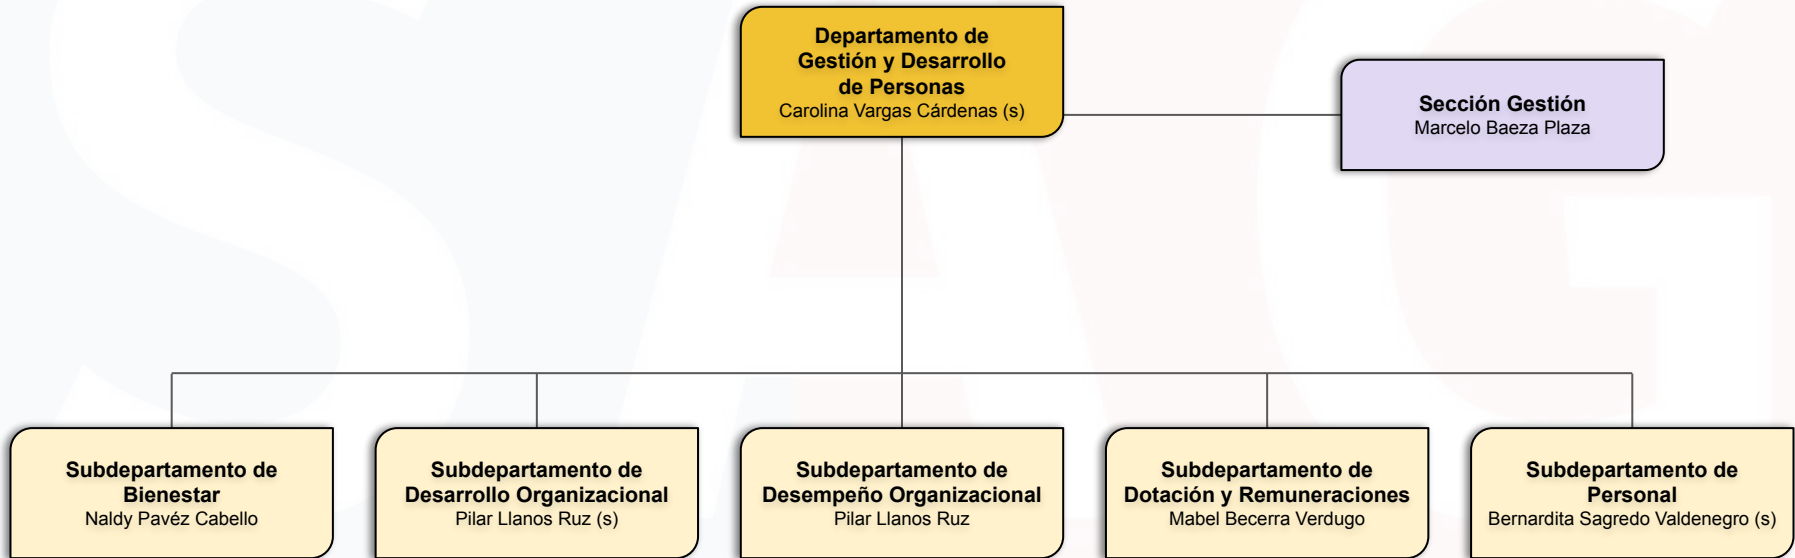 Departamento de
Gestión y Desarrollo
de Personas
Carolina Vargas Cárdenas (s)
Sección Gestión
Marcelo Baeza Plaza
Subdepartamento de
Bienestar
Naldy Pavéz Cabello
Subdepartamento de
Desarrollo Organizacional
Pilar Llanos Ruz (s)
Subdepartamento de
Desempeño Organizacional
Pilar Llanos Ruz
Subdepartamento de
Dotación y Remuneraciones
Mabel Becerra Verdugo
Subdepartamento de
Personal
Bernardita Sagredo Valdenegro (s)
SAG